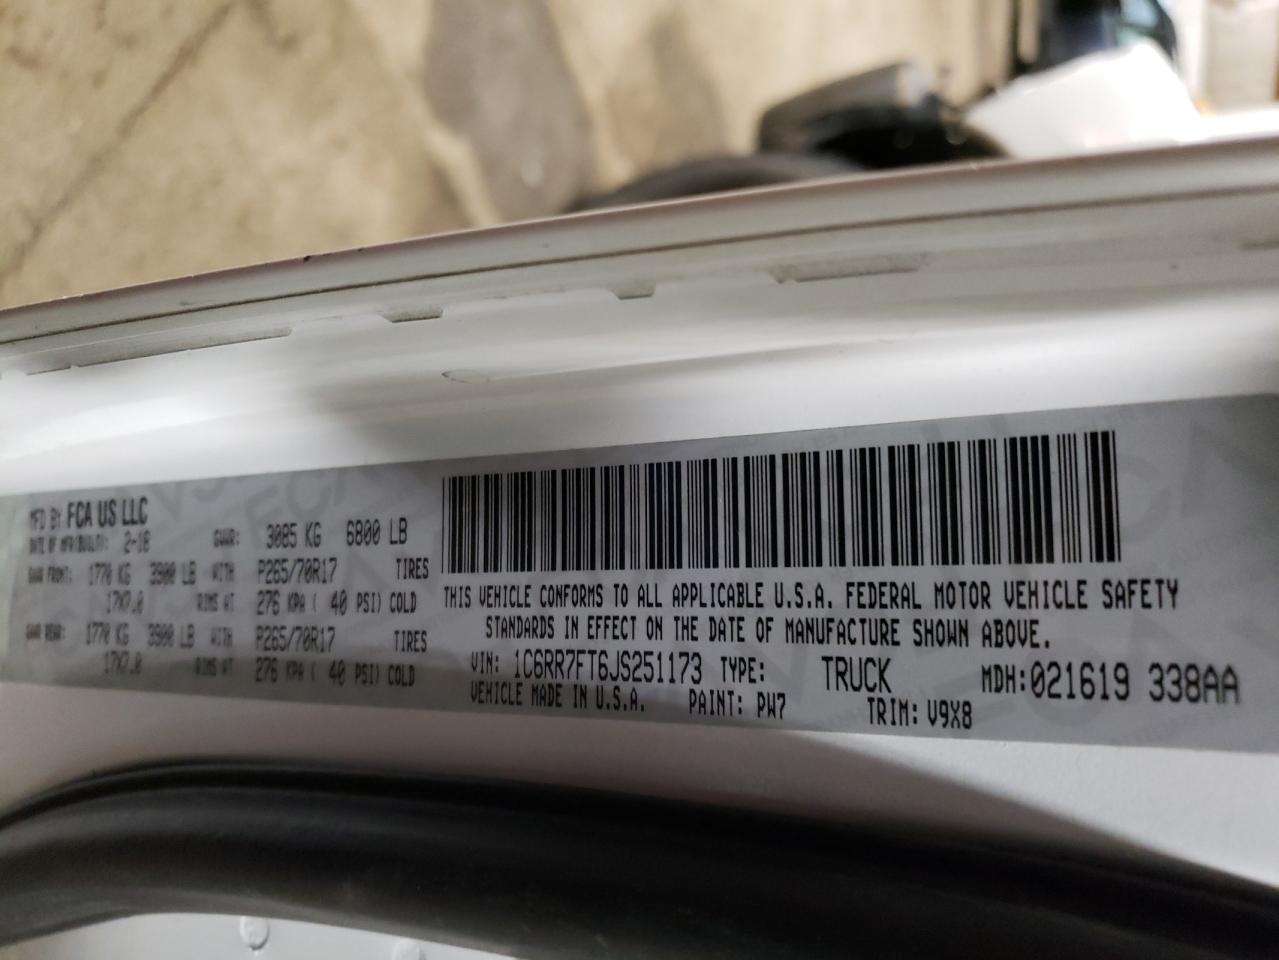 MFD BY FCA US LLC
DATE OF MFR(BUILT): 2-18 GVWR: 3085 KG 6800 LB
GAWR FRONT: 1770 KG 3900 LB WITH P265/70R17 TIRES
17X7.0 RIMS AT 276 KPA ( 40 PSI) COLD
GAWR REAR: 1770 KG 3900 LB WITH P265/70R17 TIRES
17X7.0 RIMS AT 276 KPA ( 40 PSI) COLD
THIS VEHICLE CONFORMS TO ALL APPLICABLE U.S.A. FEDERAL MOTOR VEHICLE SAFETY
STANDARDS IN EFFECT ON THE DATE OF MANUFACTURE SHOWN ABOVE.
VIN: 1C6RR7FT6JS251173 TYPE: TRUCK MDH:021619 338AA
VEHICLE MADE IN U.S.A. PAINT: PW7 TRIM: V9X8